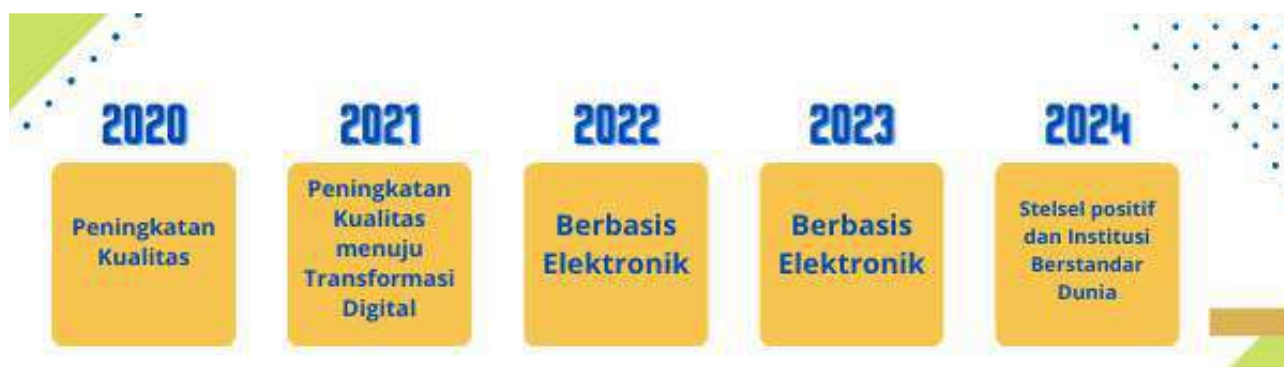 2020
Peningkatan
Kualitas
2021
Peningkatan
Kualitas
menuju
Transformasi
Digital
2022
Berbasis
Elektronik
2023
Berbasis
Elektronik
2024
Stelsel positif
dan Institusi
Berstandar
Dunia